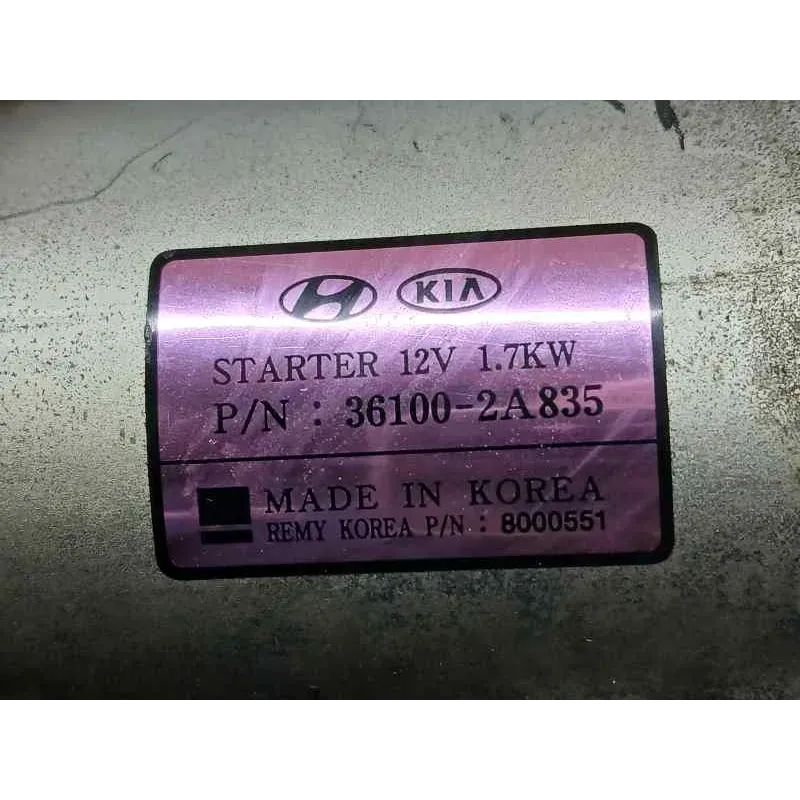 KIA
STARTER 12V 1.7KW
P/N : 36100-2A835
MADE IN KOREA
REMY KOREA P/N : 8000551